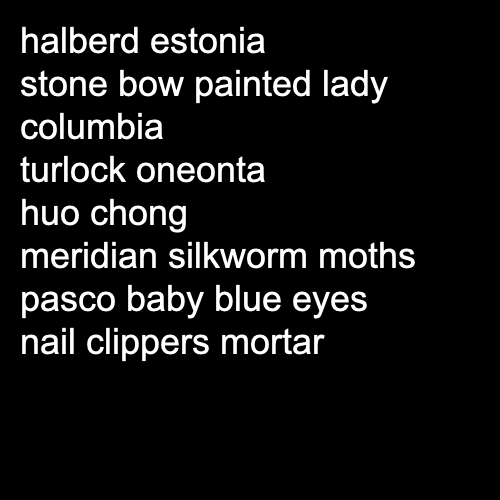 halberd estonia
stone bow painted lady
columbia
turlock oneonta
huo chong
meridian silkworm moths
pasco baby blue eyes
nail clippers mortar